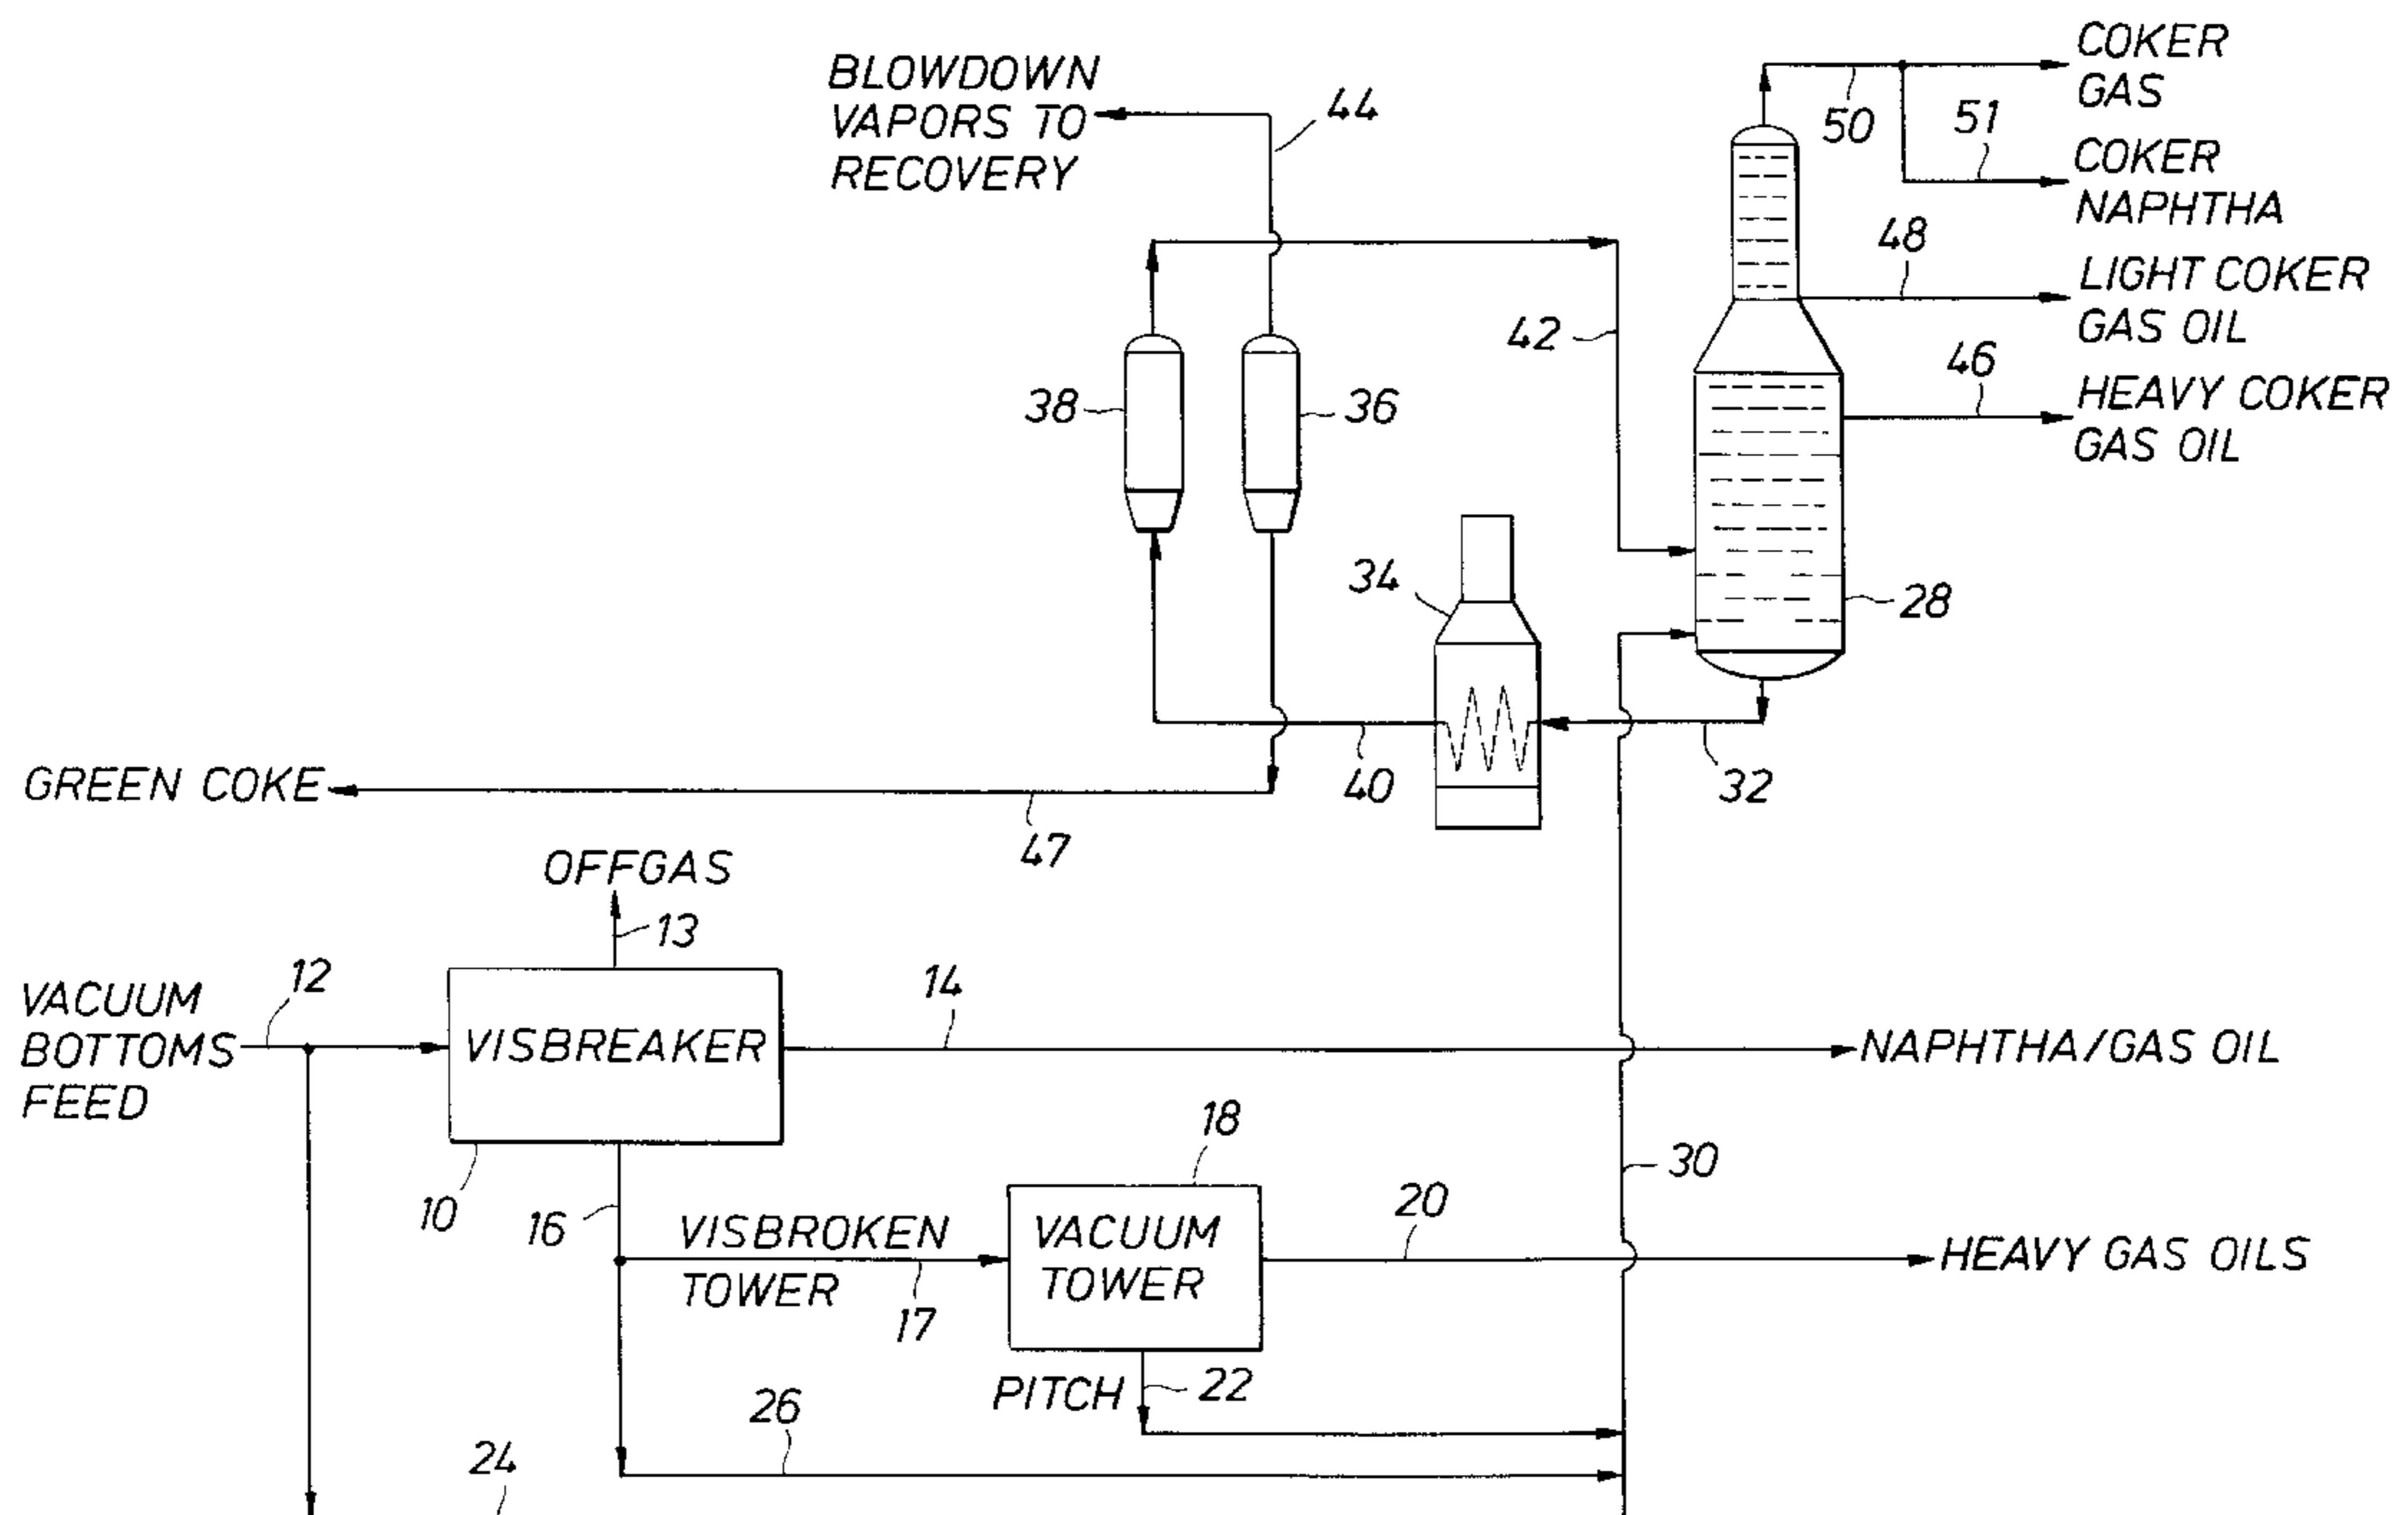 BLOWDOWN
VAPORS TO
RECOVERY
44
50
COKER
GAS
51
COKER
NAPHTHA
48
LIGHT COKER
GAS OIL
42
46
HEAVY COKER
GAS OIL
38
36
34
28
40
32
GREEN COKE
47
OFFGAS
13
VACUUM
BOTTOMS
FEED
12
VISBREAKER
14
NAPHTHA/GAS OIL
10
16
VISBROKEN
TOWER
17
18
VACUUM
TOWER
20
30
HEAVY GAS OILS
PITCH
22
26
24